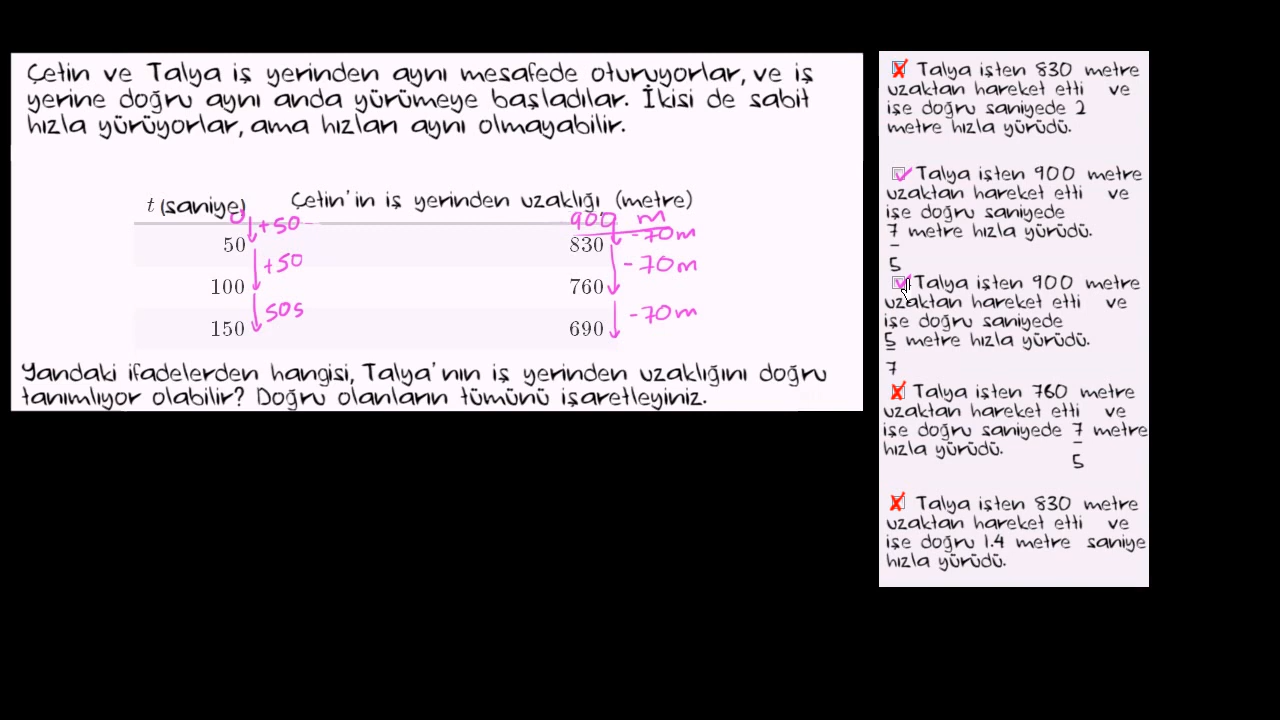 Çetin ve Talya iş yerinden aynı mesafede oturuyorlar, ve iş
yerine doğru aynı anda yürümeye başladılar. İkisi de sabit
hızla yürüyorlar, ama hızları aynı olmayabilir.
t (saniye) Çetin'in iş yerinden uzaklığı (metre)
0 900 m
+50 -70m
50 830
+50 -70m
100 760
50s -70m
150 690
Yandaki ifadelerden hangisi, Talya'nın iş yerinden uzaklığını doğru
tanımlıyor olabilir? Doğru olanların tümünü işaretleyiniz.
Talya işten 830 metre
uzaktan hareket etti ve
işe doğru saniyede 2
metre hızla yürüdü.
Talya işten 900 metre
uzaktan hareket etti ve
işe doğru saniyede
7 metre hızla yürüdü.
5
Talya işten 900 metre
uzaktan hareket etti ve
işe doğru saniyede
5 metre hızla yürüdü.
7
Talya işten 760 metre
uzaktan hareket etti ve
işe doğru saniyede 7 metre
hızla yürüdü.
5
Talya işten 830 metre
uzaktan hareket etti ve
işe doğru 1.4 metre saniye
hızla yürüdü.